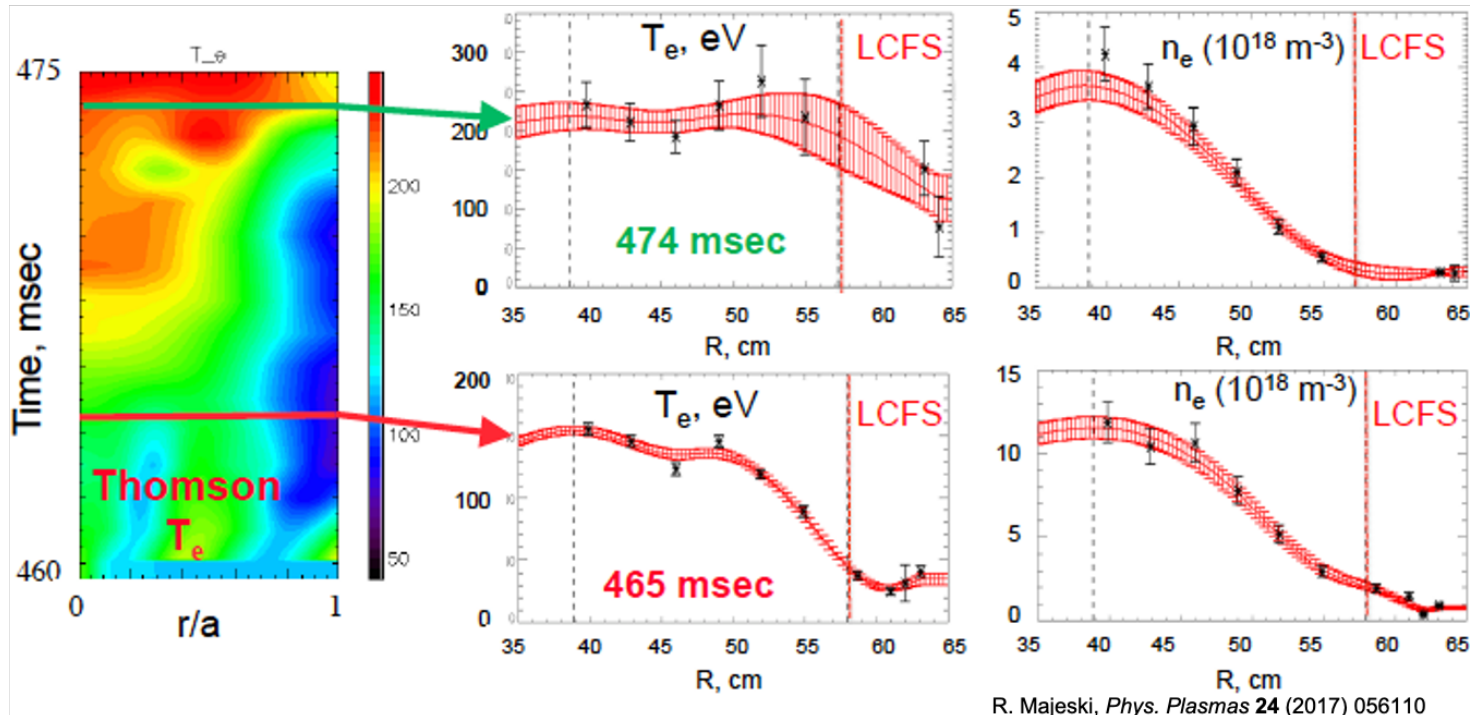 T_e
475
Time, msec
460
0
1
r/a
200
150
100
50
Thomson
Te
Te, eV
LCFS
300
200
100
0
474 msec
35 40 45 50 55 60 65
R, cm
ne (10^18 m-3)
LCFS
5
4
3
2
1
0
35 40 45 50 55 60 65
R, cm
Te, eV
LCFS
200
100
0
465 msec
35 40 45 50 55 60 65
R, cm
ne (10^18 m-3)
LCFS
15
10
5
0
35 40 45 50 55 60 65
R, cm
R. Majeski, Phys. Plasmas 24 (2017) 056110